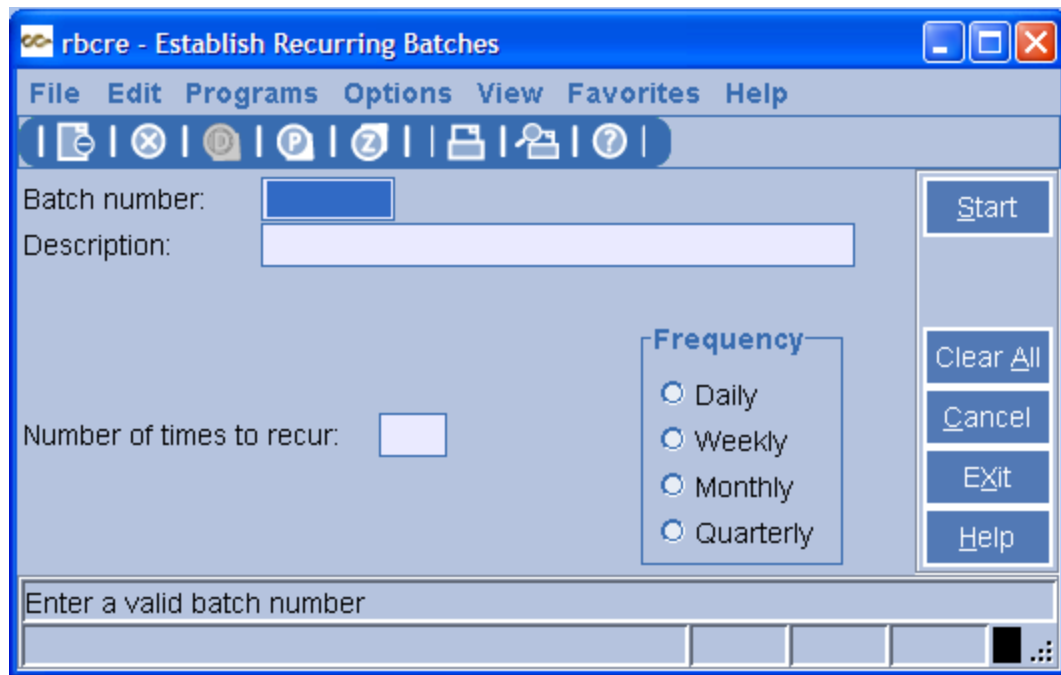 rbcre - Establish Recurring Batches
File Edit Programs Options View Favorites Help
D P Z ?
Batch number:
Start
Description:
Frequency
Clear All
Daily
Number of times to recur:
Cancel
Weekly
EXit
Monthly
Quarterly
Help
Enter a valid batch number